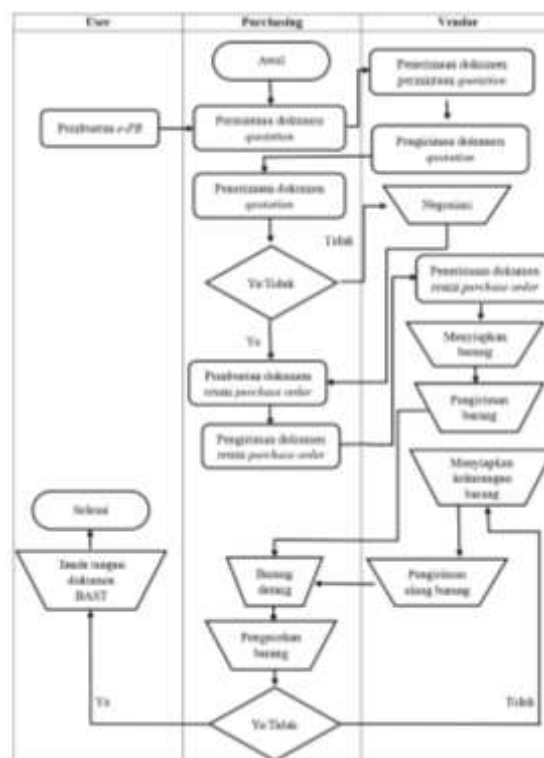 User
Purchasing
Vendor
Awal
Penerimaan dokumen
permintaan quotation
Pembuatan e-PB
Permintaan dokumen
quotation
Pengiriman dokumen
quotation
Penerimaan dokumen
quotation
Negosiasi
Tidak
Ya/Tidak
Penerimaan dokumen
resmi purchase order
Ya
Menyiapkan
barang
Pembuatan dokumen
resmi purchase order
Pengiriman
barang
Pengiriman dokumen
resmi purchase order
Menyiapkan
kekurangan
barang
Selesai
Tanda tangan
dokumen
BAST
Barang
datang
Pengiriman
ulang barang
Pengecekan
barang
Ya
Ya/Tidak
Tidak